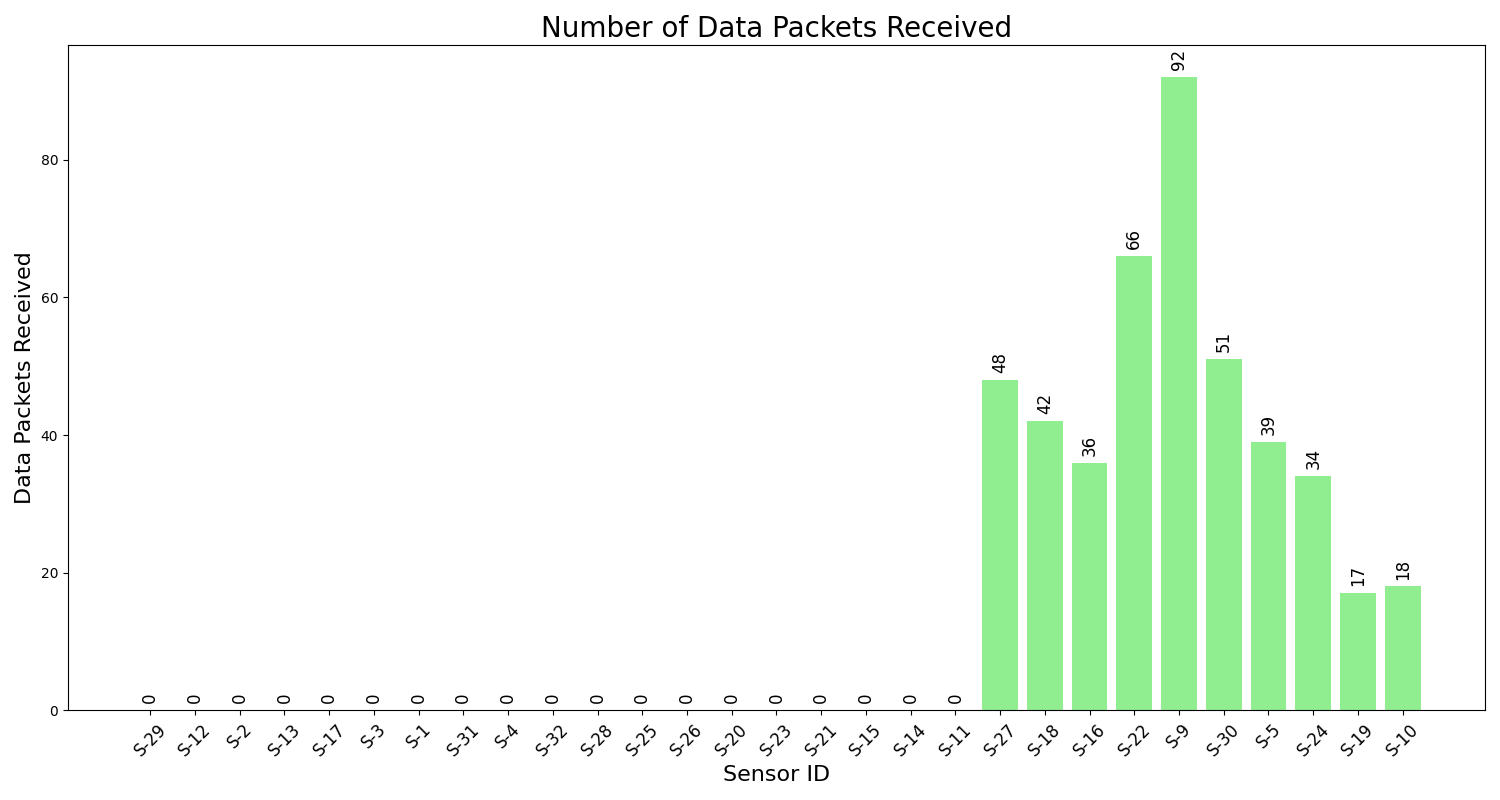 Number of Data Packets Received
Data Packets Received
80
60
40
20
0
0 0 0 0 0 0 0 0 0 0 0 0 0 0 0 0 0 0 0 48 42 36 66 92 51 39 34 17 18
S-29 S-12 S-2 S-13 S-17 S-3 S-1 S-31 S-4 S-32 S-28 S-25 S-26 S-20 S-23 S-21 S-15 S-14 S-11 S-27 S-18 S-16 S-22 S-9 S-30 S-5 S-24 S-19 S-10
Sensor ID